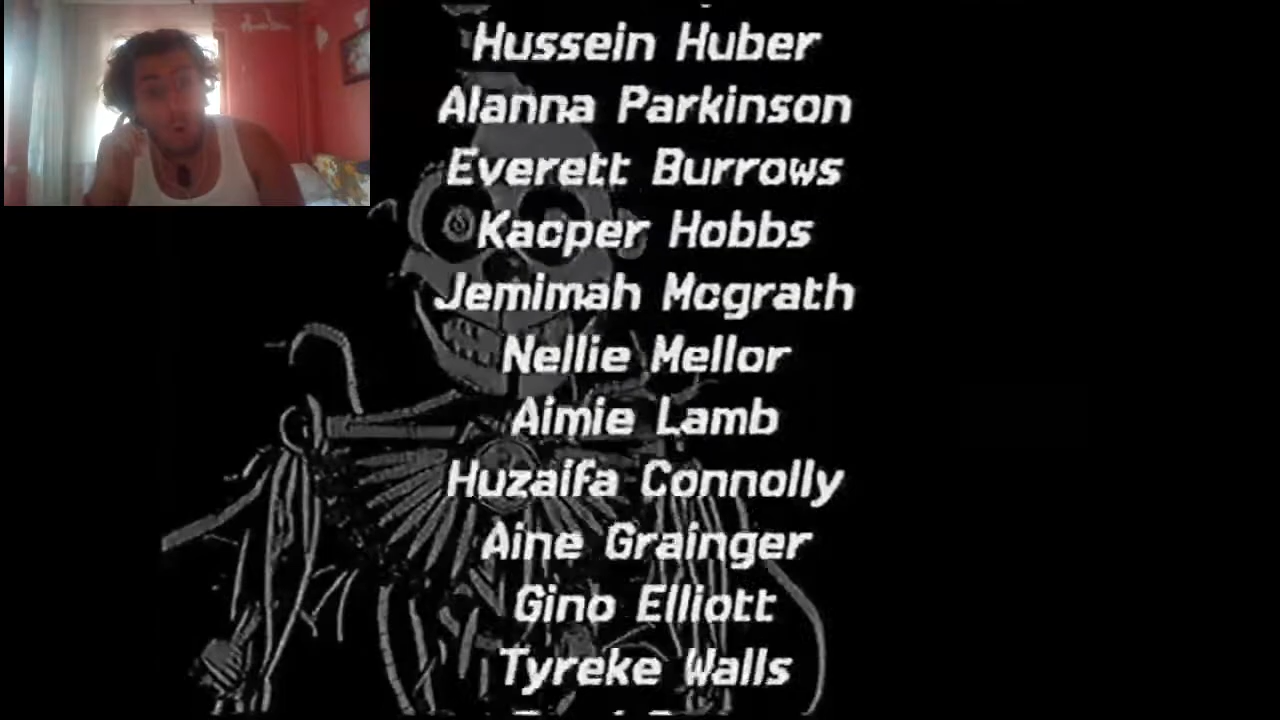 Hussein Huber
Alanna Parkinson
Everett Burrows
Kacper Hobbs
Jemimah Mcgrath
Nellie Mellor
Aimie Lamb
Huzaifa Connolly
Aine Grainger
Gino Elliott
Tyreke Walls